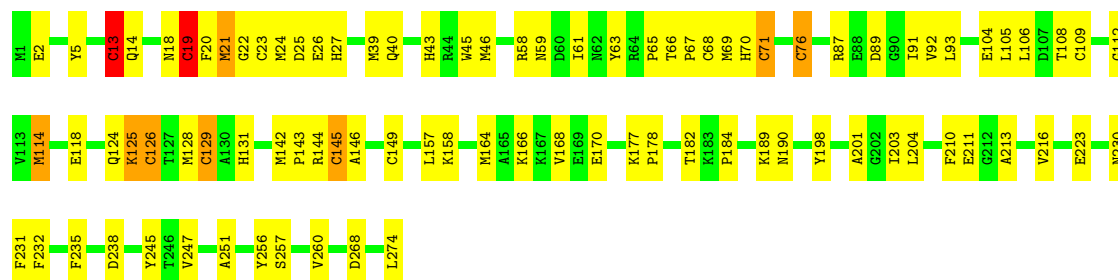 M1 E2 Y5 C13 Q14 N18 C19 F20 M21 G22 C23 M24 D25 E26 H27 M39 Q40 H43 R44 W45 M46 R58 N59 D60 I61 N62 Y63 R64 P65 T66 P67 C68 M69 H70 C71 C76 R87 E88 D89 G90 I91 V92 L93 E104 L105 L106 D107 T108 C109
V113 M114 E118 Q124 K125 C126 T127 M128 C129 A130 H131 M142 P143 R144 C145 A146 C149 L157 K158 M164 A165 K166 K167 V168 E169 E170 K177 P178 T182 K183 P184 K189 N190 Y198 A201 G202 I203 L204 F210 E211 G212 A213 V216 E223
F231 F232 F235 D238 Y245 T246 V247 A251 Y256 S257 V260 D268 L274